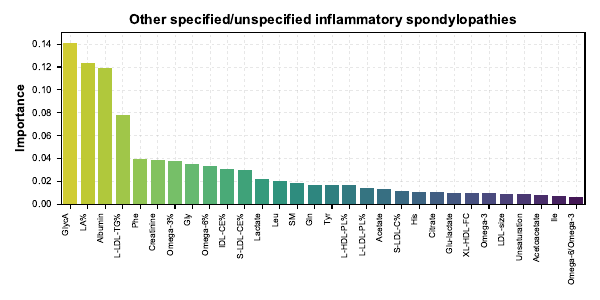 Other specified/unspecified inflammatory spondylopathies
Importance
0.14
0.12
0.10
0.08
0.06
0.04
0.02
0.00
GlycA
LA%
Albumin
L-LDL-TG%
Phe
Creatinine
Omega-3%
Gly
Omega-6%
IDL-CE%
S-LDL-CE%
Lactate
Leu
SM
Gln
Tyr
L-HDL-PL%
L-LDL-PL%
Acetate
S-LDL-C%
His
Citrate
Glu-lactate
XL-HDL-FC
Omega-3
LDL-size
Unsaturation
Acetoacetate
Ile
Omega-6/Omega-3